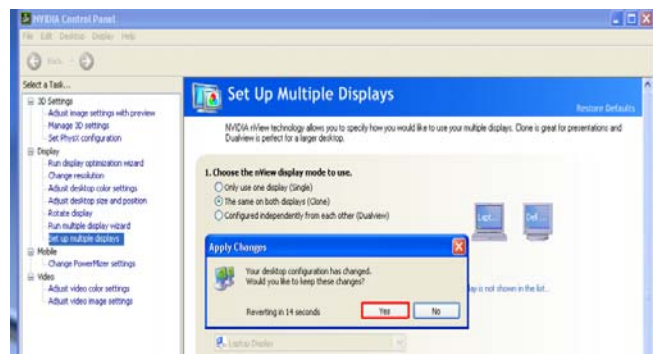 NVIDIA Control Panel
File Edit Desktop Display Help
Back
Select a Task...
3D Settings
Adjust image settings with preview
Manage 3D settings
Set PhysX configuration
Display
Run display optimization wizard
Change resolution
Adjust desktop color settings
Adjust desktop size and position
Rotate display
Run multiple display wizard
Set up multiple displays
Mobile
Change PowerMizer settings
Video
Adjust video color settings
Adjust video image settings
Set Up Multiple Displays
Restore Defaults
NVIDIA nView technology allows you to specify how you would like to use your multiple displays. Clone is great for presentations and
Dualview is perfect for a larger desktop.
1. Choose the nView display mode to use.
Only use one display (Single)
The same on both displays (Clone)
Configured independently from each other (Dualview)
Lapt... Dell ...
Apply Changes
Your desktop configuration has changed.
Would you like to keep these changes?
Reverting in 14 seconds
Yes
No
lay is not shown in the list...
Laptop Display